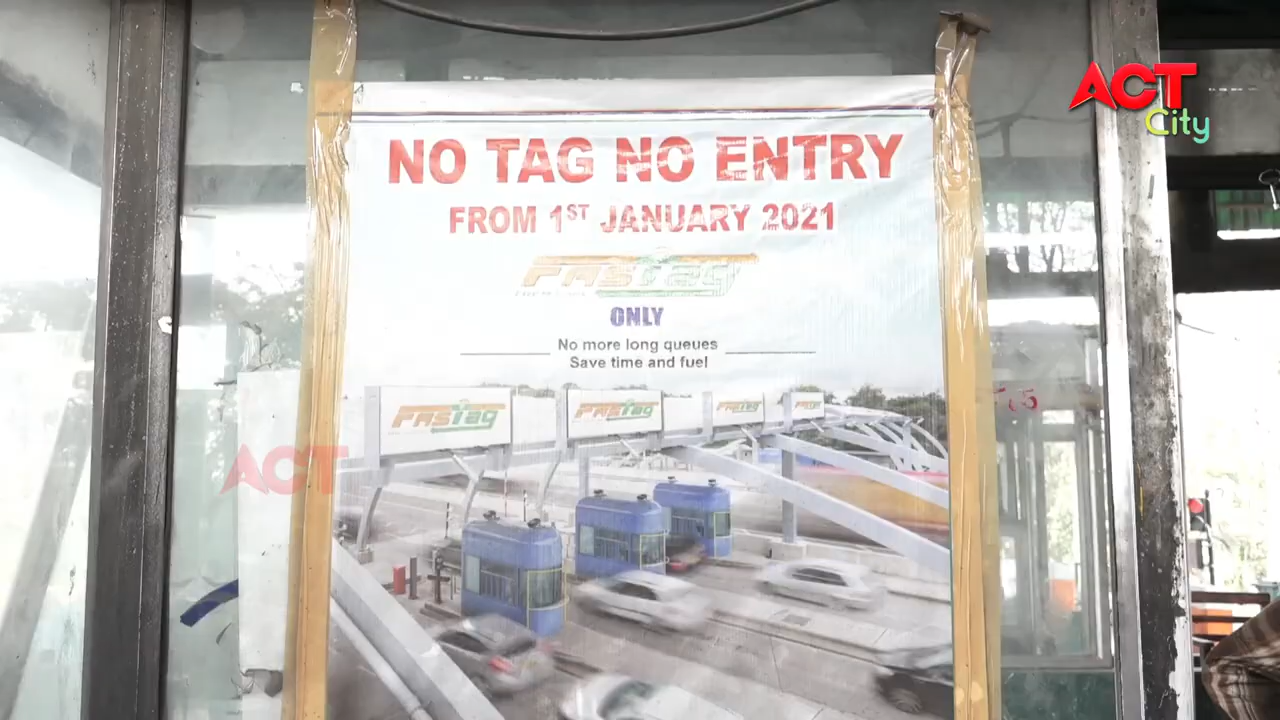 ACT
City
NO TAG NO ENTRY
FROM 1ST JANUARY 2021
FASTag
ONLY
No more long queues
Save time and fuel
FASTag
FASTag
FASTag
FASTag
ACT